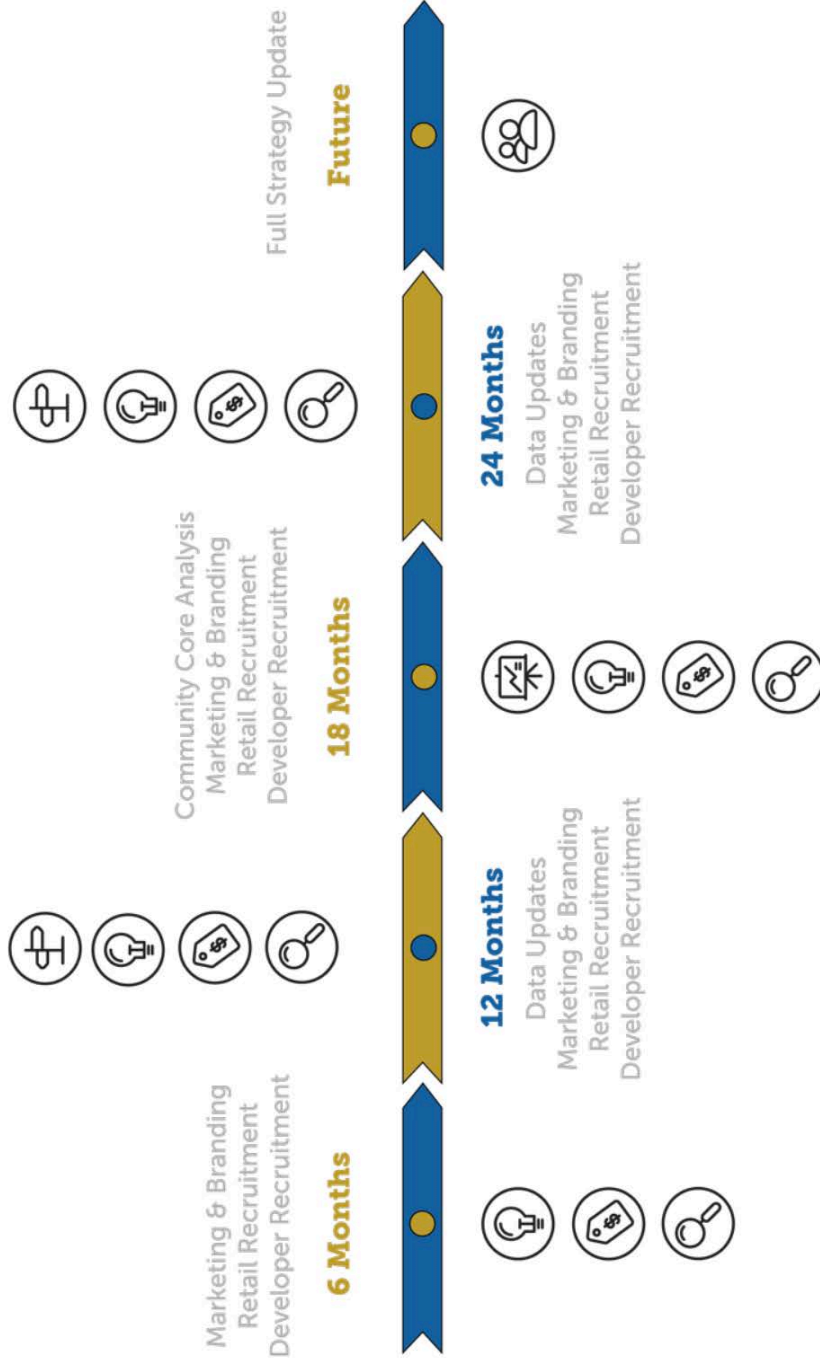 Marketing & Branding
Retail Recruitment
Developer Recruitment
6 Months
12 Months
Data Updates
Marketing & Branding
Retail Recruitment
Developer Recruitment
Community Core Analysis
Marketing & Branding
Retail Recruitment
Developer Recruitment
18 Months
24 Months
Data Updates
Marketing & Branding
Retail Recruitment
Developer Recruitment
Full Strategy Update
Future